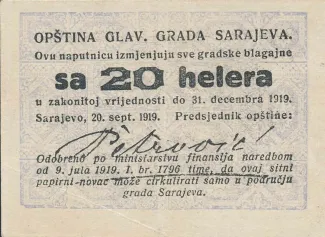 OPŠTINA GLAV. GRADA SARAJEVA.
Ovu naputnicu izmjenjuju sve gradske blagajne
sa 20 helera
u zakonitoj vrijednosti do 31. decembra 1919.
Sarajevo, 20. sept. 1919. Predsjednik opštine:
Petrović
Odobreno po ministarstvu finansija naredbom
od 9. jula 1919. I. br. 1796 time, da ovaj sitni
papirni-novac može cirkulirati samo u području
grada Sarajeva.